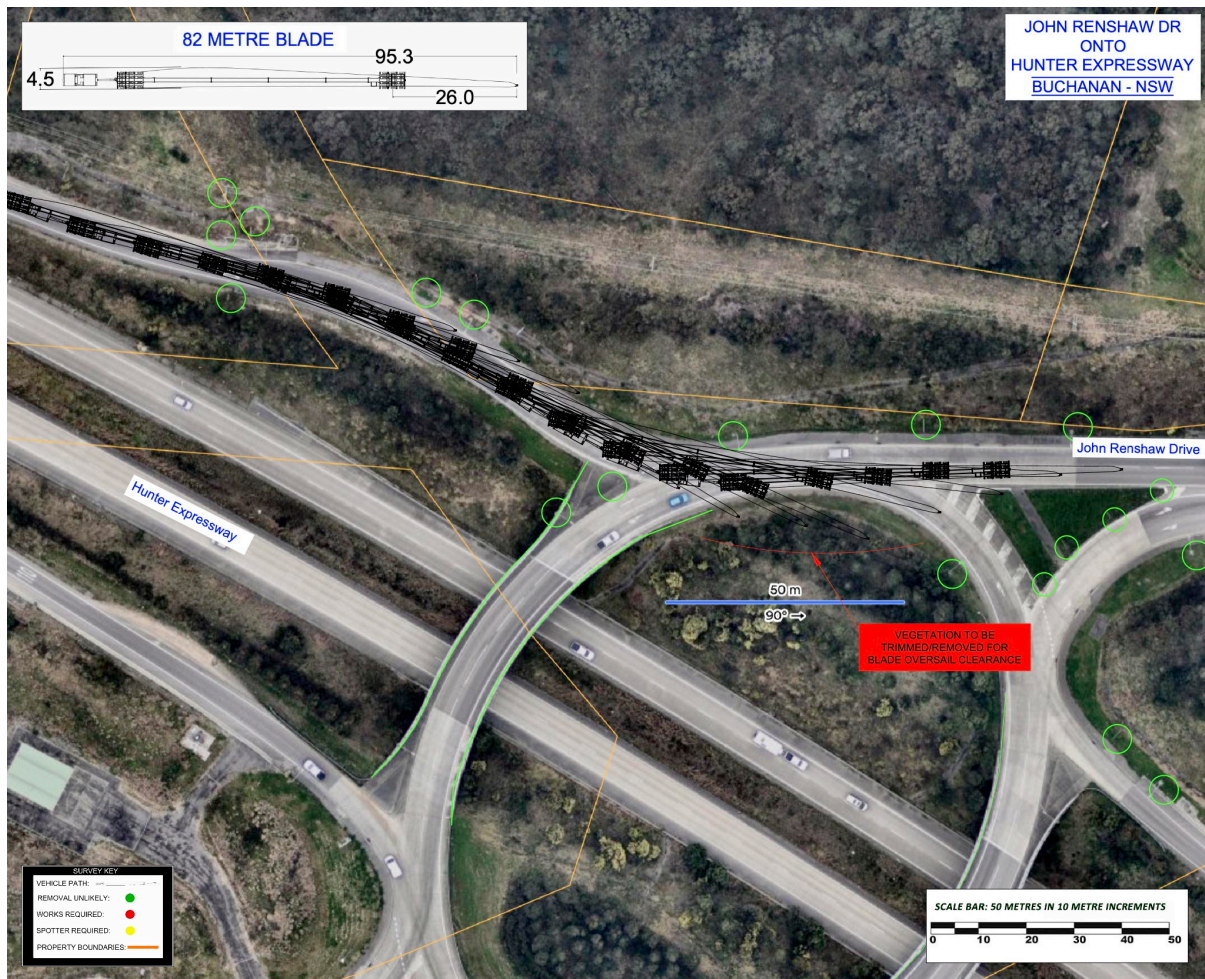 82 METRE BLADE
95.3
4.5
26.0
JOHN RENSHAW DR
ONTO
HUNTER EXPRESSWAY
BUCHANAN - NSW
John Renshaw Drive
Hunter Expressway
50 m
90° →
VEGETATION TO BE
TRIMMED/REMOVED FOR
BLADE OVERSAIL CLEARANCE
SURVEY KEY
VEHICLE PATH:
REMOVAL UNLIKELY:
WORKS REQUIRED:
SPOTTER REQUIRED:
PROPERTY BOUNDARIES:
SCALE BAR: 50 METRES IN 10 METRE INCREMENTS
0 10 20 30 40 50